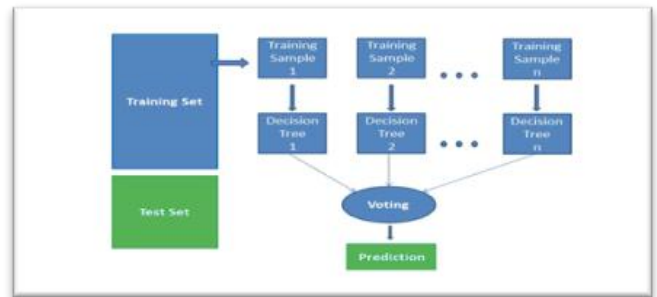 Training
Sample
1
Training
Sample
2
Training
Sample
n
Training Set
Decision
Tree
1
Decision
Tree
2
Decision
Tree
n
Test Set
Voting
Prediction